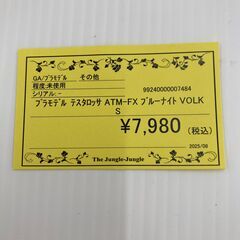 GA/プラモデル　その他
程度:未使用　99240000007484
シリアル:-
プラモデル テスタロッサ ATM-FX ブルーナイト VOLK
S
¥7,980 (税込)
The Jungle-Jungle　2025/06